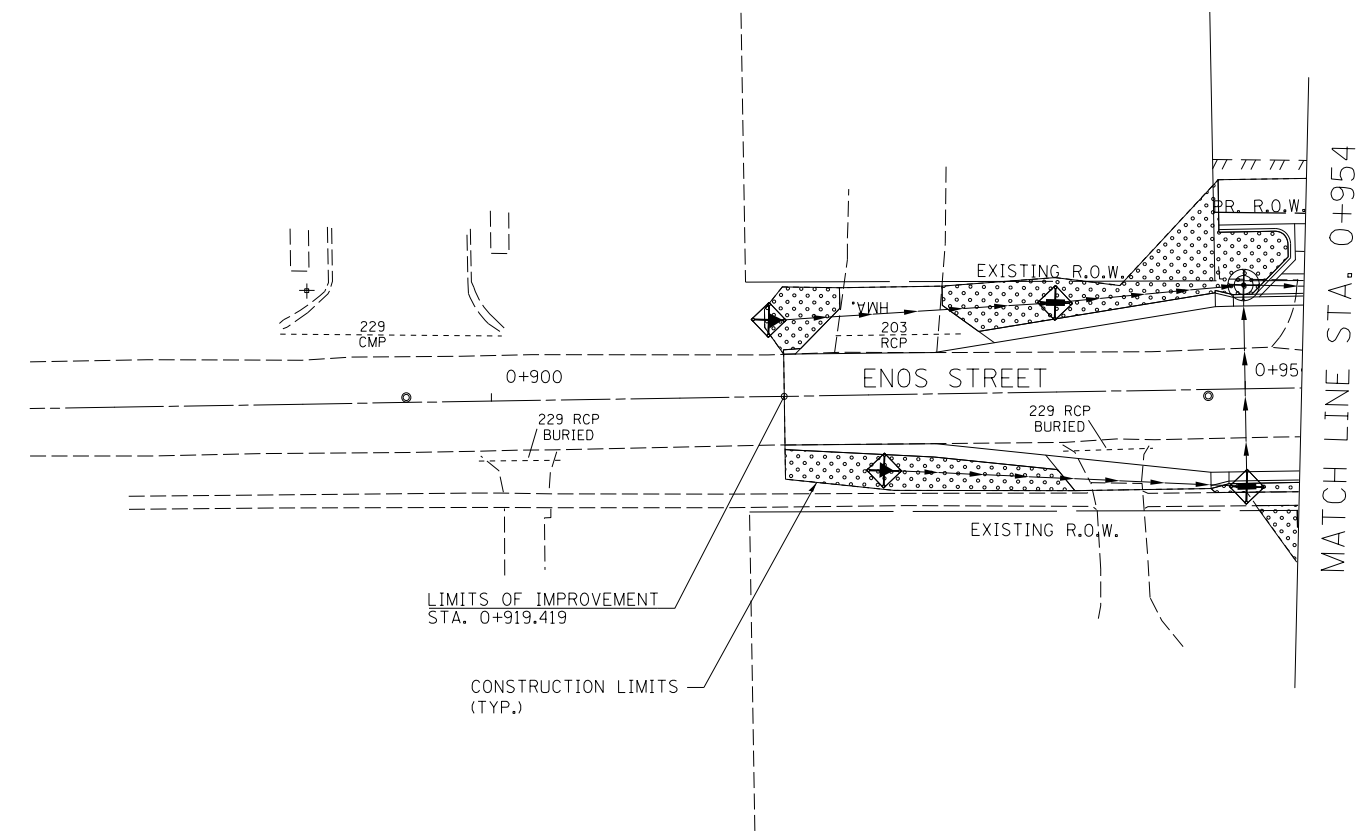 MATCH LINE STA. 0+954
PR. R.O.W.
EXISTING R.O.W.
HMA
229
CMP
203
RCP
0+900
ENOS STREET
0+95
229 RCP
BURIED
229 RCP
BURIED
EXISTING R.O.W.
LIMITS OF IMPROVEMENT
STA. 0+919.419
CONSTRUCTION LIMITS
(TYP.)